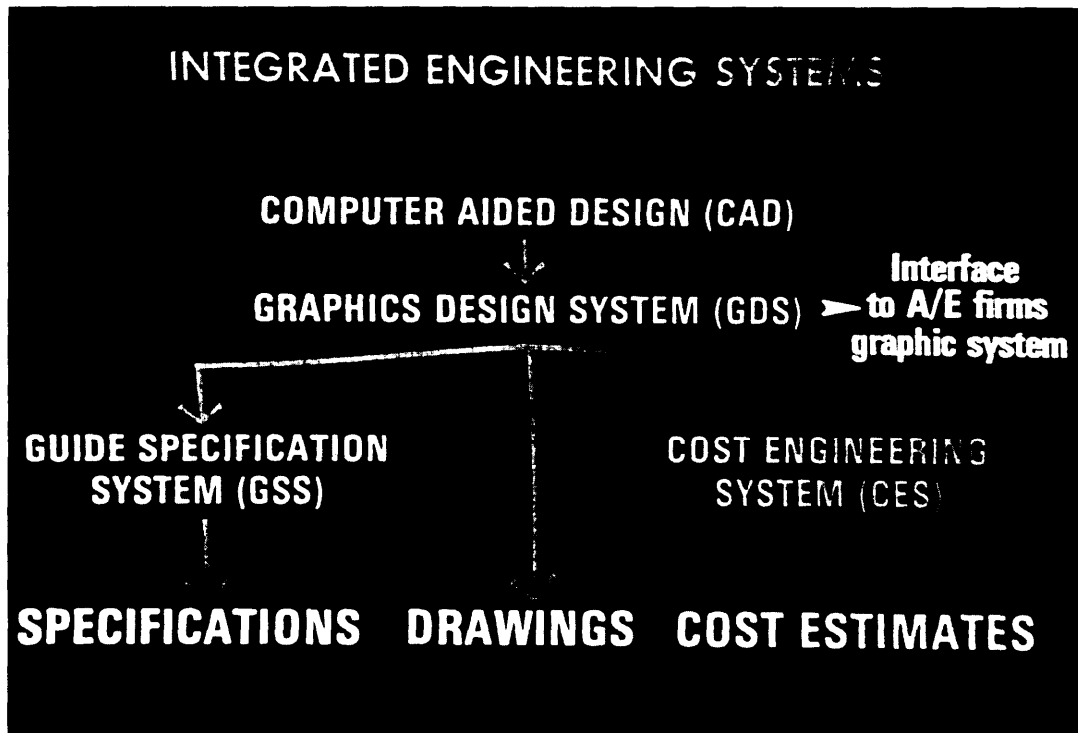 INTEGRATED ENGINEERING SYSTEMS
COMPUTER AIDED DESIGN (CAD)
GRAPHICS DESIGN SYSTEM (GDS)
Interface
to A/E firms
graphic system
GUIDE SPECIFICATION
SYSTEM (GSS)
COST ENGINEERING
SYSTEM (CES)
SPECIFICATIONS DRAWINGS COST ESTIMATES